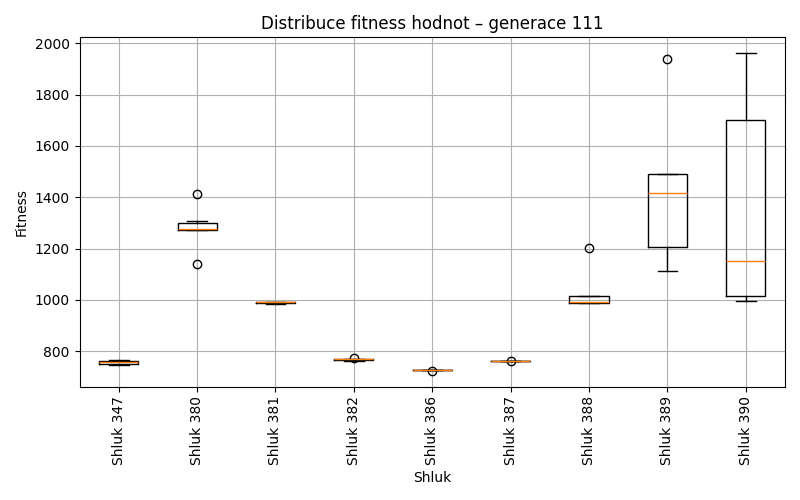 Distribuce fitness hodnot – generace 111
Fitness
2000
1800
1600
1400
1200
1000
800
Shluk 347
Shluk 380
Shluk 381
Shluk 382
Shluk 386
Shluk 387
Shluk 388
Shluk 389
Shluk 390
Shluk